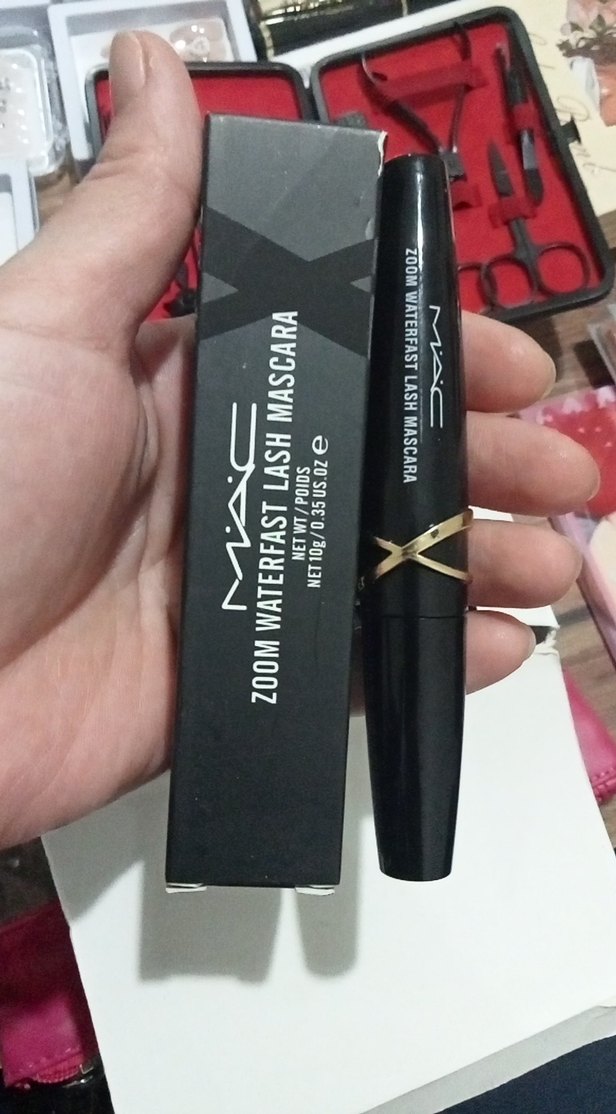 M·A·C
ZOOM WATERFAST LASH MASCARA
NET WT/POIDS
NET 10g/0.35 US.OZ e
M·A·C
ZOOM WATERFAST LASH MASCARA